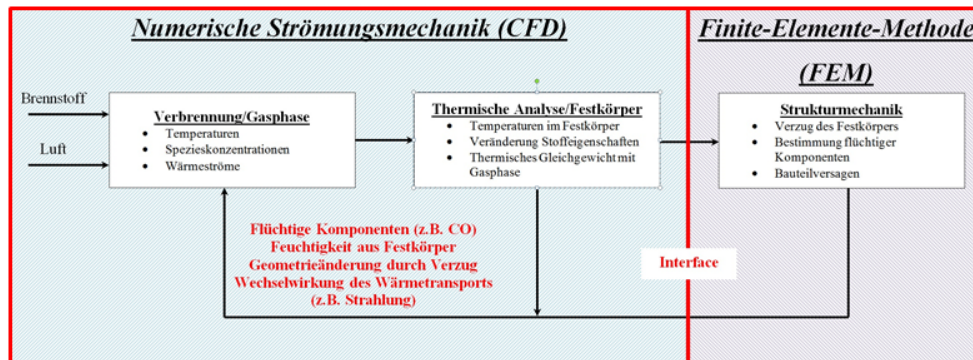 Numerische Strömungsmechanik (CFD)
Finite-Elemente-Methode
(FEM)
Brennstoff
Luft
Verbrennung/Gasphase
• Temperaturen
• Spezieskonzentrationen
• Wärmeströme
Thermische Analyse/Festkörper
• Temperaturen im Festkörper
• Veränderung Stoffeigenschaften
• Thermisches Gleichgewicht mit
Gasphase
Strukturmechanik
• Verzug des Festkörpers
• Bestimmung flüchtiger
Komponenten
• Bauteilversagen
Flüchtige Komponenten (z.B. CO)
Feuchtigkeit aus Festkörper
Geometrieänderung durch Verzug
Wechselwirkung des Wärmetransports
(z.B. Strahlung)
Interface